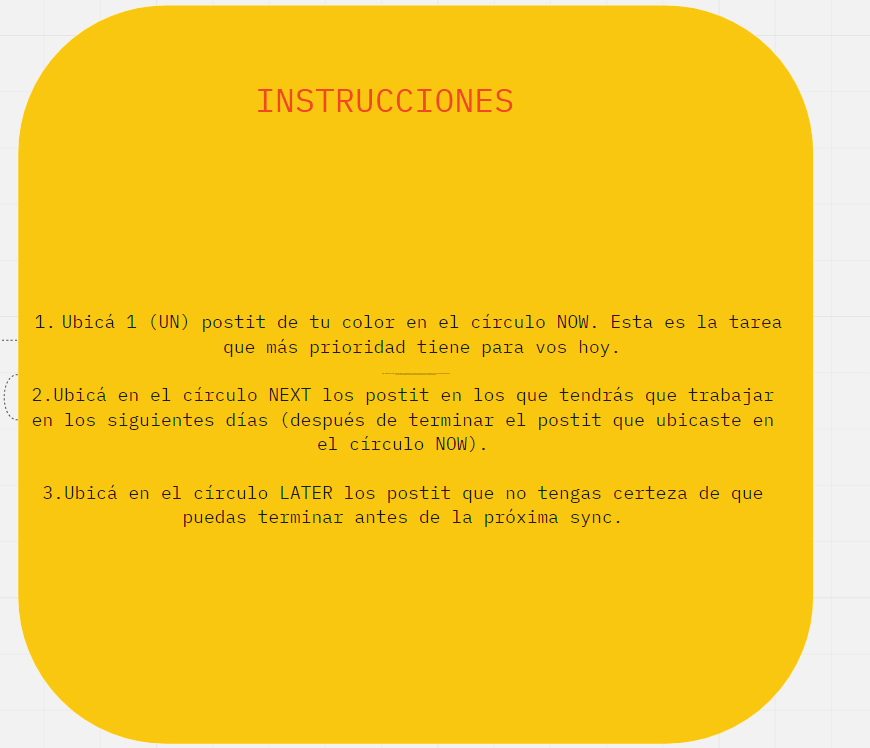 INSTRUCCIONES
1. Ubicá 1 (UN) postit de tu color en el círculo NOW. Esta es la tarea
que más prioridad tiene para vos hoy.
2.Ubicá en el círculo NEXT los postit en los que tendrás que trabajar
en los siguientes días (después de terminar el postit que ubicaste en
el círculo NOW).
3.Ubicá en el círculo LATER los postit que no tengas certeza de que
puedas terminar antes de la próxima sync.